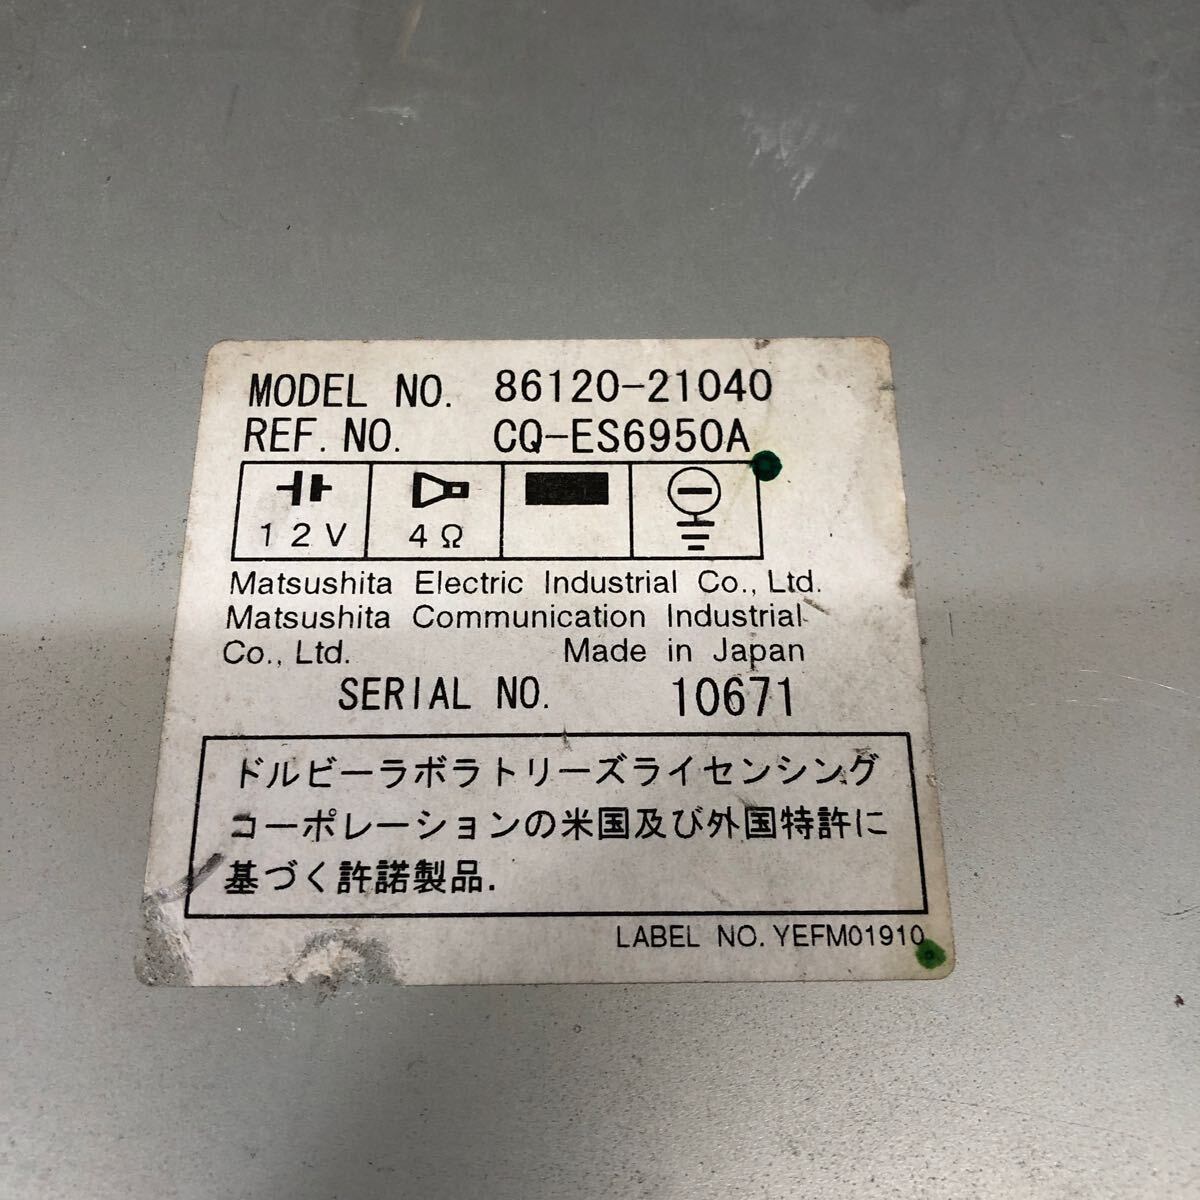 MODEL NO. 86120-21040
REF. NO. CQ-ES6950A
12V 4Ω
Matsushita Electric Industrial Co., Ltd.
Matsushita Communication Industrial
Co., Ltd. Made in Japan
SERIAL NO. 10671
ドルビーラボラトリーズライセンシング
コーポレーションの米国及び外国特許に
基づく許諾製品.
LABEL NO. YEFM01910